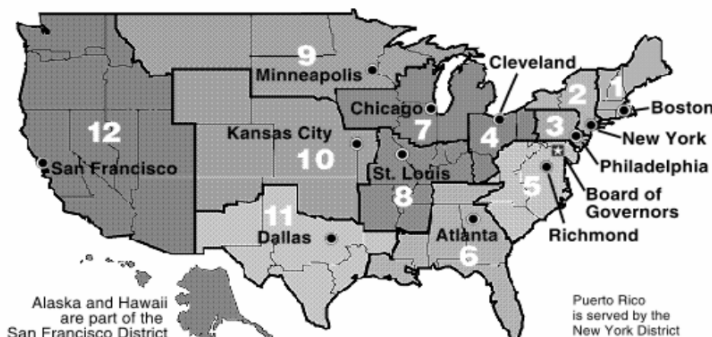 9
Minneapolis
Cleveland
2
1
Chicago
Boston
12
Kansas City
7
4
3
New York
10
San Francisco
St. Louis
Philadelphia
8
5
Board of
Governors
11
Dallas
Atlanta
Richmond
6
Alaska and Hawaii
are part of the
San Francisco District
Puerto Rico
is served by the
New York District